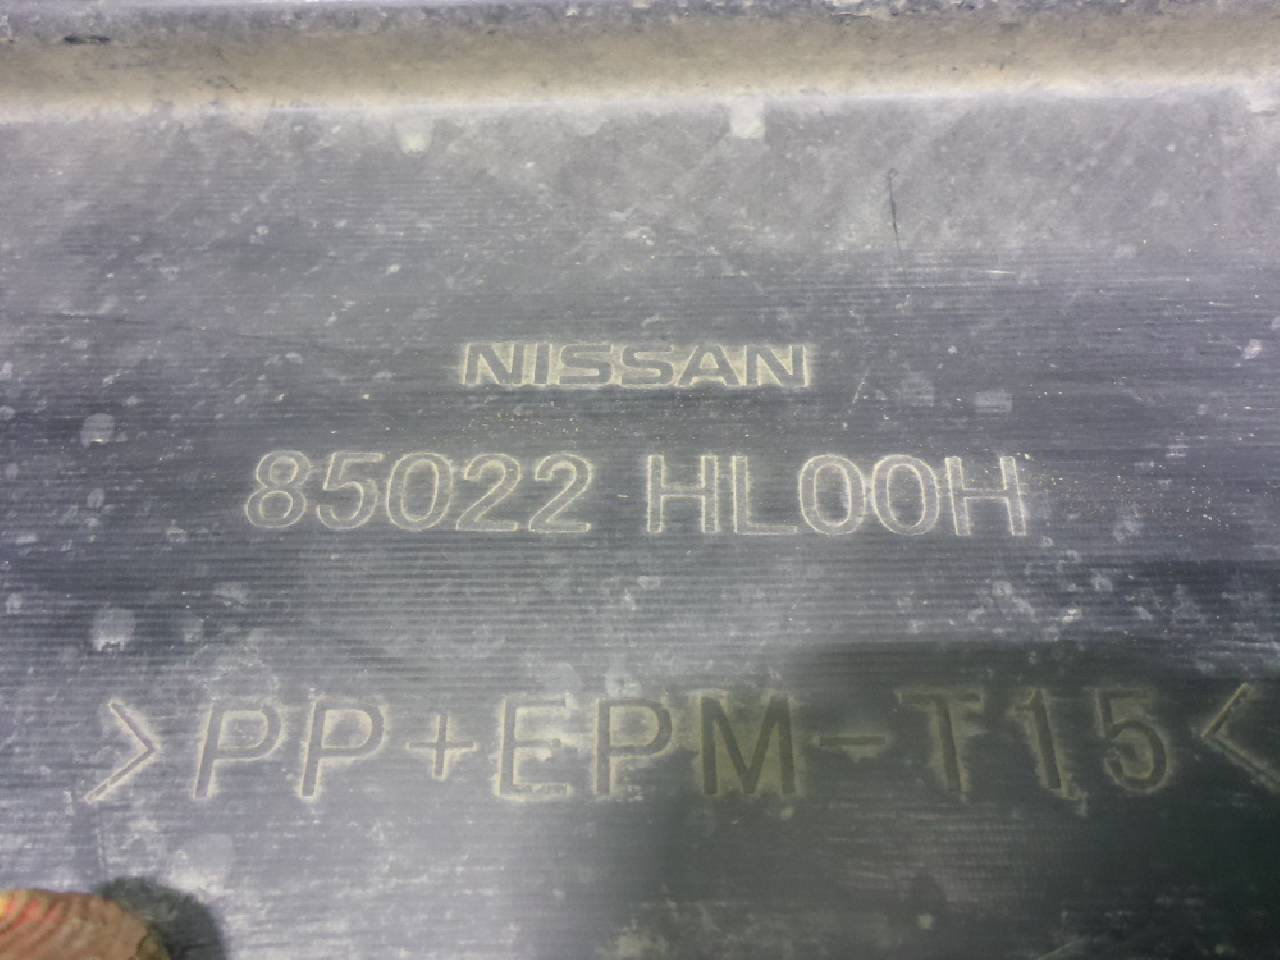 NISSAN
85022 HL00H
>PP+EPM-T15<